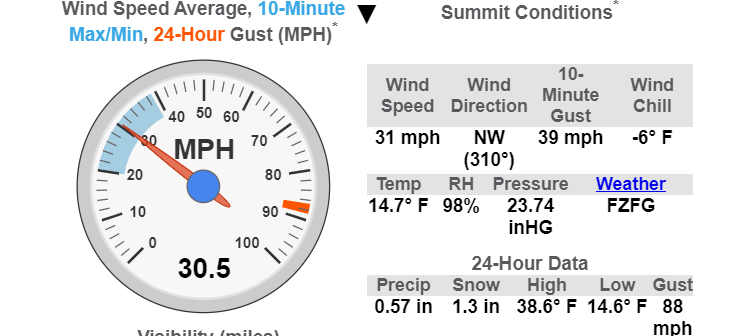 Wind Speed Average, 10-Minute
Max/Min, 24-Hour Gust (MPH)*
▼
0
10
20
30
40
50
60
70
80
90
100
MPH
30.5
Visibility (miles)
Summit Conditions*
Wind Speed Wind Direction 10-Minute Gust Wind Chill
31 mph NW (310°) 39 mph -6° F
Temp RH Pressure Weather
14.7° F 98% 23.74 inHG FZFG
24-Hour Data
Precip Snow High Low Gust
0.57 in 1.3 in 38.6° F 14.6° F 88 mph